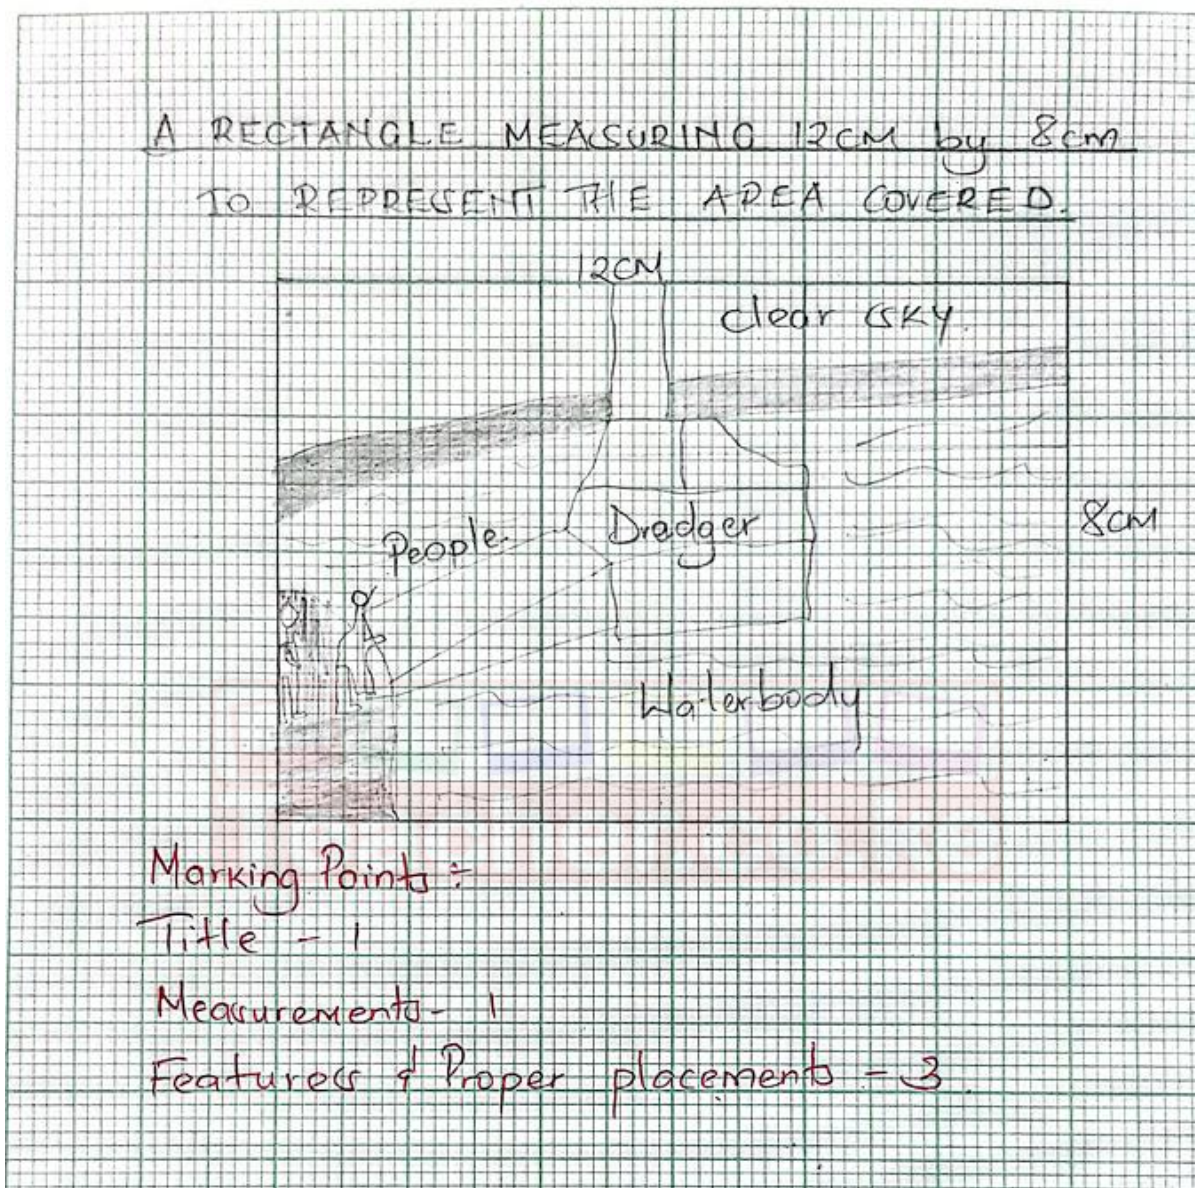 A RECTANGLE MEASURING 12CM by 8cm
TO REPRESENT THE AREA COVERED.
12CM
clear SKY
8CM
People
Dredger
Waterbody
Marking Points :-
Title - 1
Measurements - 1
Features & Proper placements - 3